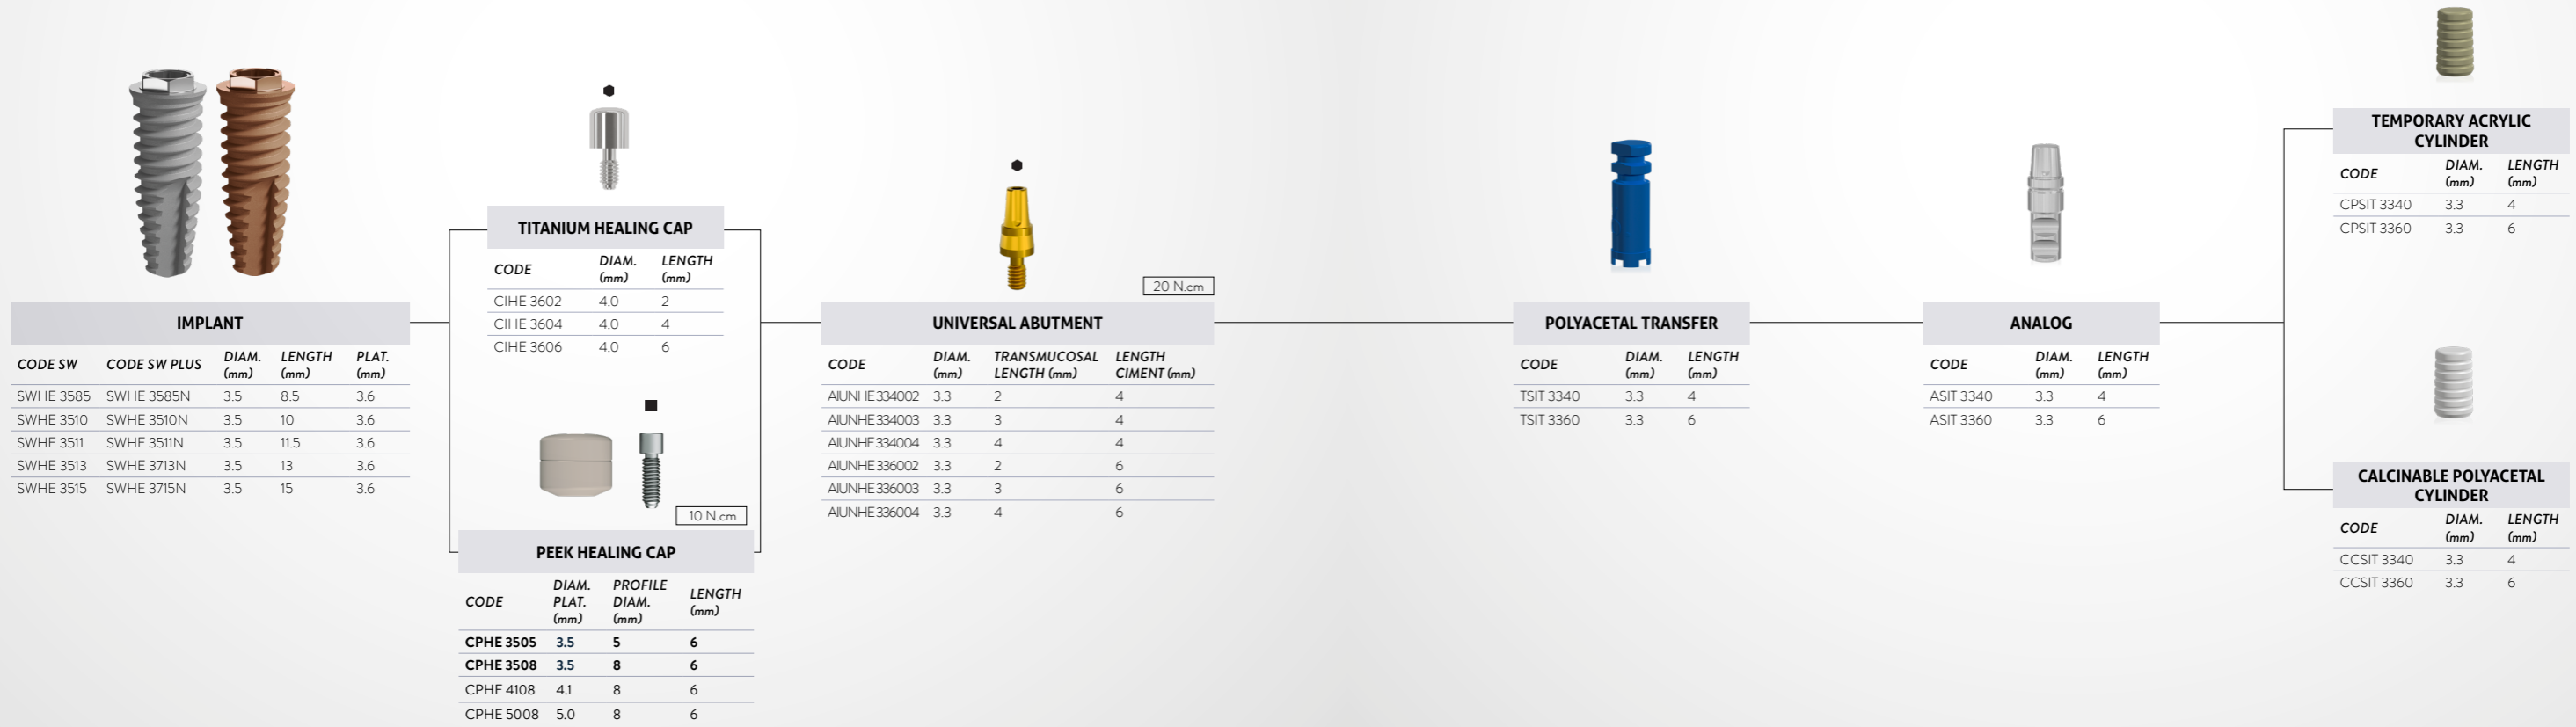 IMPLANT
CODE SW CODE SW PLUS DIAM. (mm) LENGTH (mm) PLAT. (mm)
SWHE 3585 SWHE 3585N 3.5 8.5 3.6
SWHE 3510 SWHE 3510N 3.5 10 3.6
SWHE 3511 SWHE 3511N 3.5 11.5 3.6
SWHE 3513 SWHE 3713N 3.5 13 3.6
SWHE 3515 SWHE 3715N 3.5 15 3.6
TITANIUM HEALING CAP
CODE DIAM. (mm) LENGTH (mm)
CIHE 3602 4.0 2
CIHE 3604 4.0 4
CIHE 3606 4.0 6
10 N.cm
PEEK HEALING CAP
CODE DIAM. PLAT. (mm) PROFILE DIAM. (mm) LENGTH (mm)
CPHE 3505 3.5 5 6
CPHE 3508 3.5 8 6
CPHE 4108 4.1 8 6
CPHE 5008 5.0 8 6
20 N.cm
UNIVERSAL ABUTMENT
CODE DIAM. (mm) TRANSMUCOSAL LENGTH (mm) LENGTH CIMENT (mm)
AIUNHE334002 3.3 2 4
AIUNHE334003 3.3 3 4
AIUNHE334004 3.3 4 4
AIUNHE336002 3.3 2 6
AIUNHE336003 3.3 3 6
AIUNHE336004 3.3 4 6
POLYACETAL TRANSFER
CODE DIAM. (mm) LENGTH (mm)
TSIT 3340 3.3 4
TSIT 3360 3.3 6
ANALOG
CODE DIAM. (mm) LENGTH (mm)
ASIT 3340 3.3 4
ASIT 3360 3.3 6
TEMPORARY ACRYLIC
CYLINDER
CODE DIAM. (mm) LENGTH (mm)
CPSIT 3340 3.3 4
CPSIT 3360 3.3 6
CALCINABLE POLYACETAL
CYLINDER
CODE DIAM. (mm) LENGTH (mm)
CCSIT 3340 3.3 4
CCSIT 3360 3.3 6